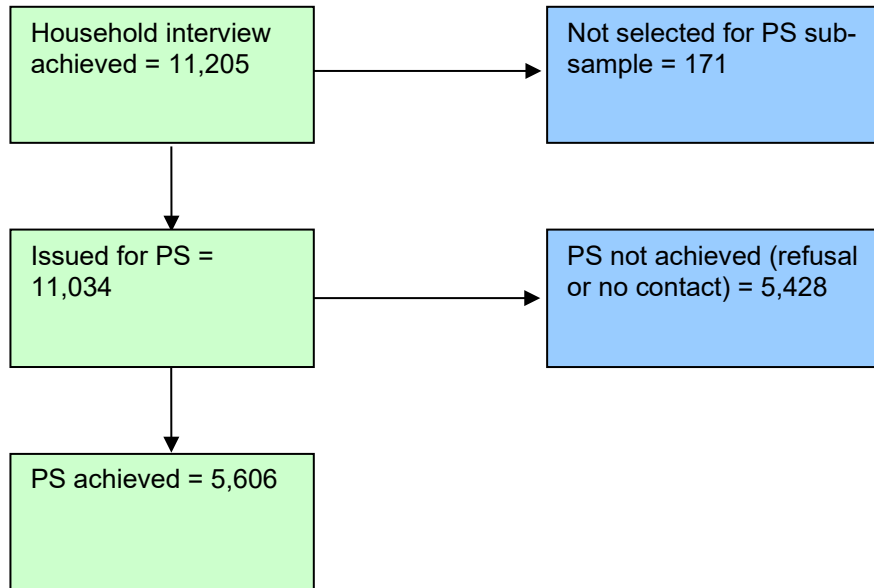 Household interview
achieved = 11,205
Not selected for PS sub-
sample = 171
Issued for PS =
11,034
PS not achieved (refusal
or no contact) = 5,428
PS achieved = 5,606